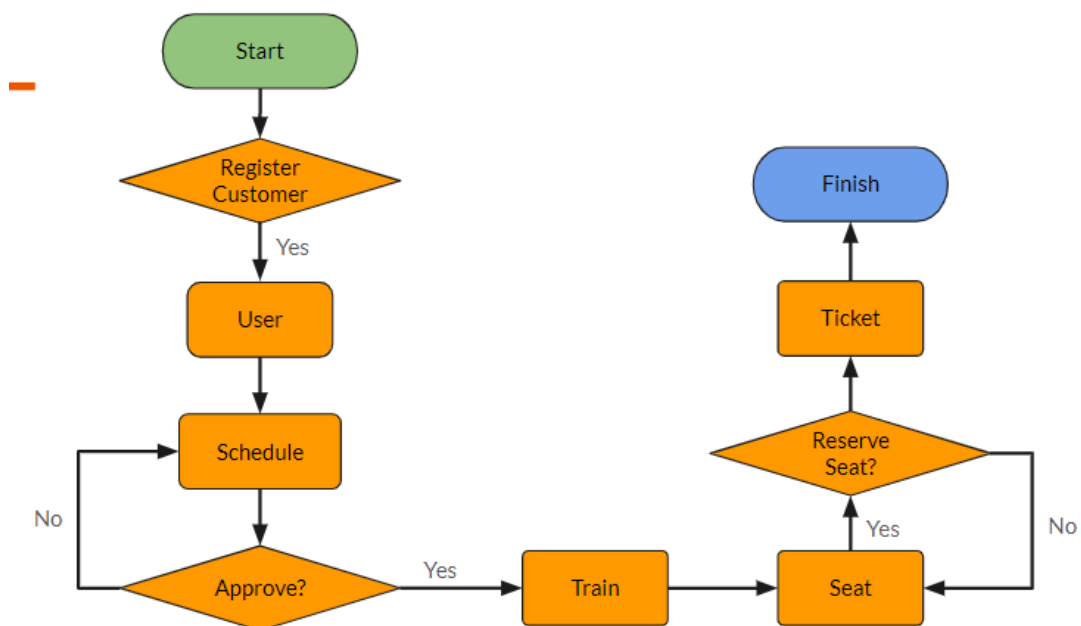 Start
Register
Customer
Yes
User
Schedule
No
Approve?
Yes
Train
Seat
Yes
Reserve
Seat?
No
Ticket
Finish